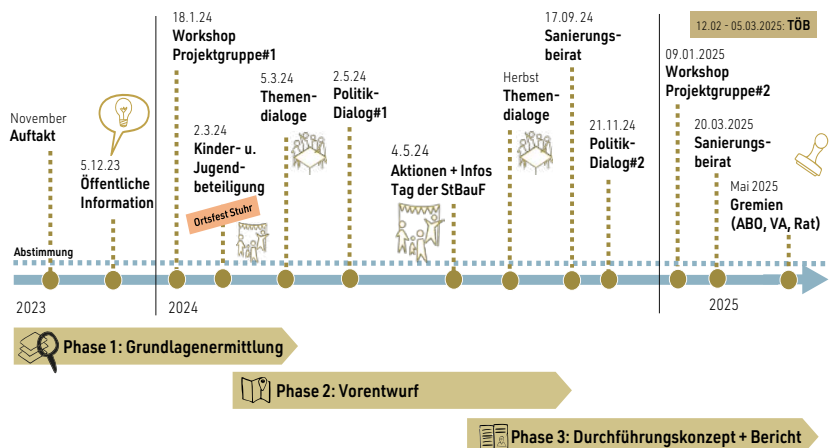 November
Auftakt
5.12.23
Öffentliche
Information
18.1.24
Workshop
Projektgruppe#1
2.3.24
Kinder- u.
Jugend-
beteiligung
Ortsfest Stuhr
5.3.24
Themen-
dialoge
2.5.24
Politik-
Dialog#1
4.5.24
Aktionen + Infos
Tag der StBauF
Herbst
Themen-
dialoge
17.09. 24
Sanierungs-
beirat
21.11.24
Politik-
Dialog#2
12.02 - 05.03.2025: TÖB
09.01.2025
Workshop
Projektgruppe#2
20.03.2025
Sanierungs-
beirat
Mai 2025
Gremien
(ABO, VA, Rat)
Abstimmung
2023
2024
2025
Phase 1: Grundlagenermittlung
Phase 2: Vorentwurf
Phase 3: Durchführungskonzept + Bericht